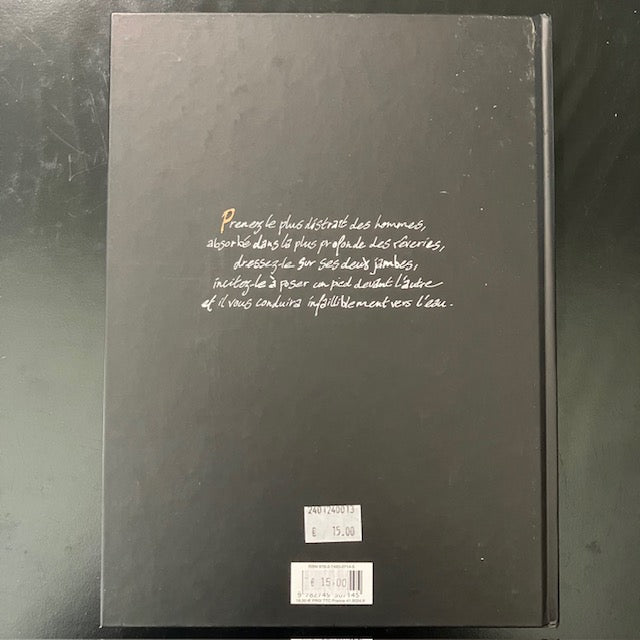 Prenez le plus distrait des hommes,
absorbé dans la plus profonde des rêveries,
dressez-le sur ses deux jambes,
incitez-le à poser un pied devant l'autre
et il vous conduira infailliblement vers l'eau.
2401240013
€ 15.00
€ 15.00